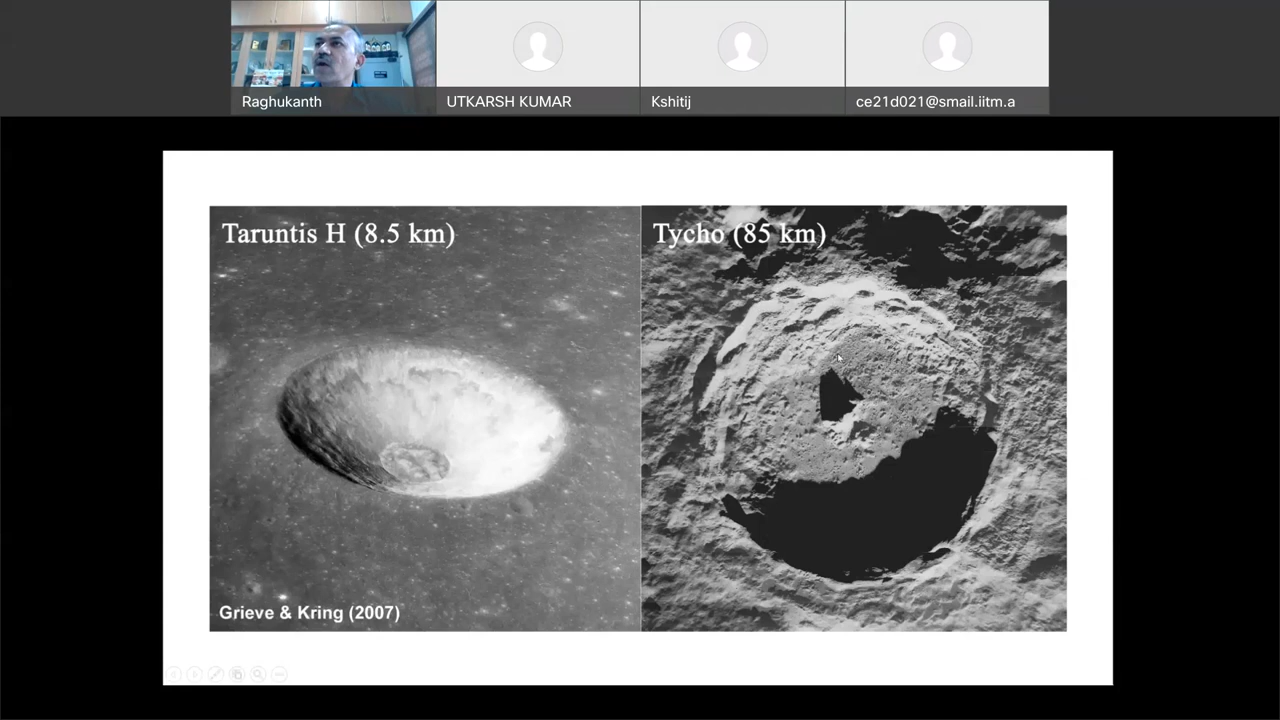 Raghukanth
UTKARSH KUMAR
Kshitij
ce21d021@smail.iitm.a
Taruntis H (8.5 km)
Tycho (85 km)
Grieve & Kring (2007)